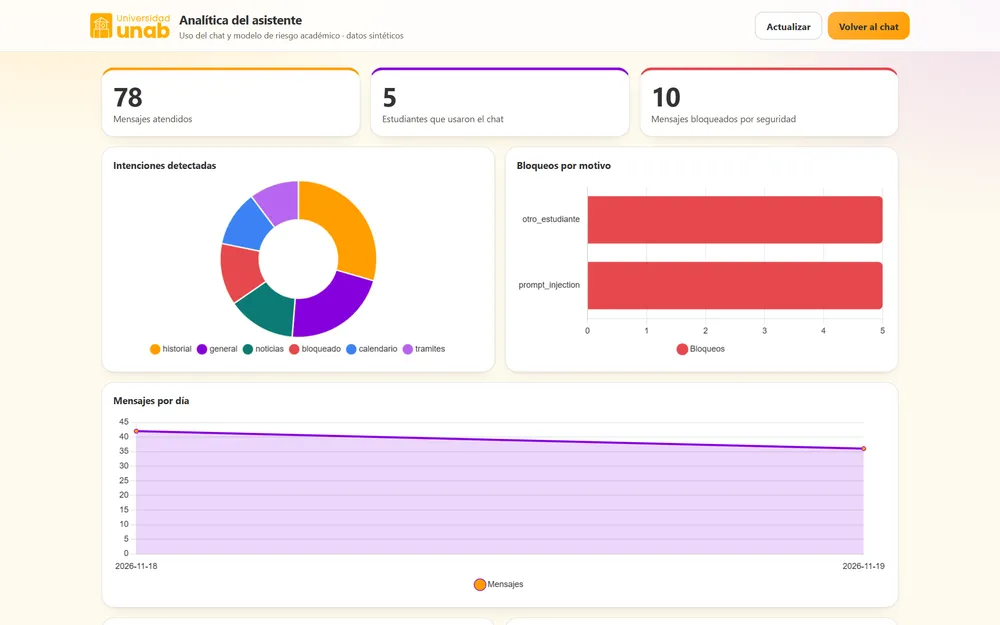 Universidad
unab
Analítica del asistente
Uso del chat y modelo de riesgo académico · datos sintéticos
Actualizar
Volver al chat
78
Mensajes atendidos
5
Estudiantes que usaron el chat
10
Mensajes bloqueados por seguridad
Intenciones detectadas
historial general noticias bloqueado calendario tramites
Bloqueos por motivo
otro_estudiante
prompt_injection
0 1 2 3 4 5
Bloqueos
Mensajes por día
45
40
35
30
25
20
15
10
5
0
2026-11-18 2026-11-19
Mensajes